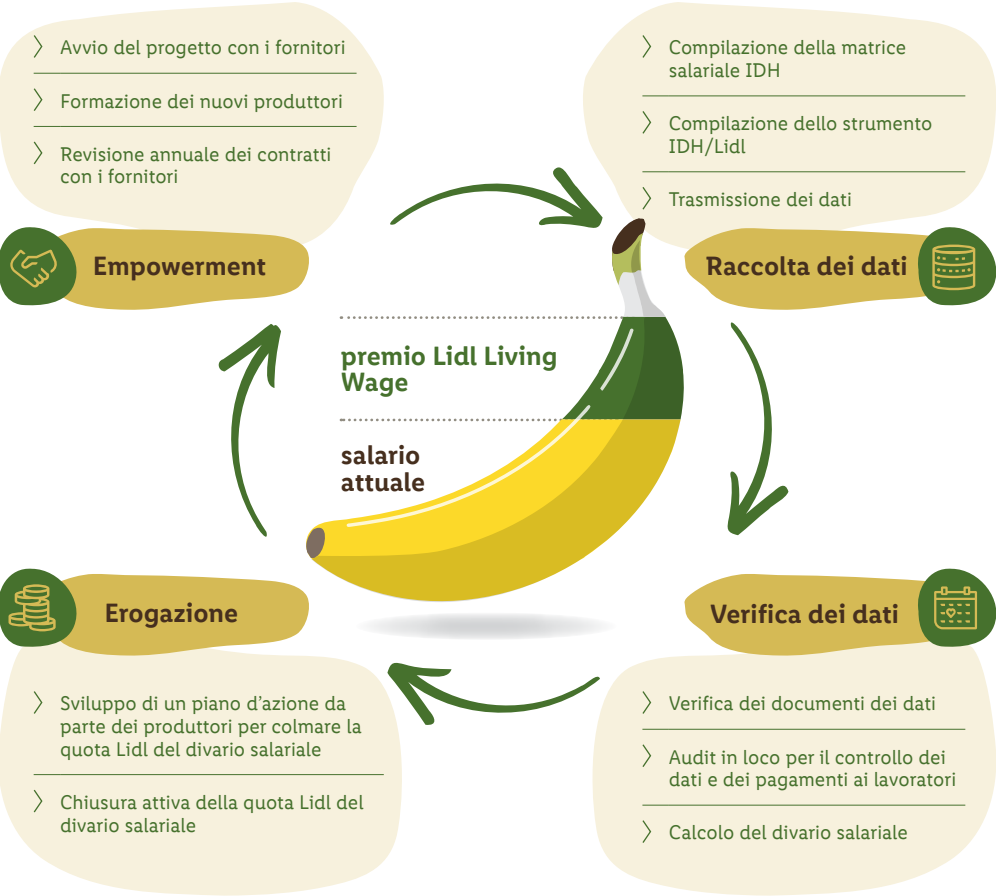 Avvio del progetto con i fornitori
Formazione dei nuovi produttori
Revisione annuale dei contratti
con i fornitori
Empowerment
Compilazione della matrice
salariale IDH
Compilazione dello strumento
IDH/Lidl
Trasmissione dei dati
Raccolta dei dati
premio Lidl Living
Wage
salario
attuale
Erogazione
Sviluppo di un piano d'azione da
parte dei produttori per colmare la
quota Lidl del divario salariale
Chiusura attiva della quota Lidl del
divario salariale
Verifica dei dati
Verifica dei documenti dei dati
Audit in loco per il controllo dei
dati e dei pagamenti ai lavoratori
Calcolo del divario salariale